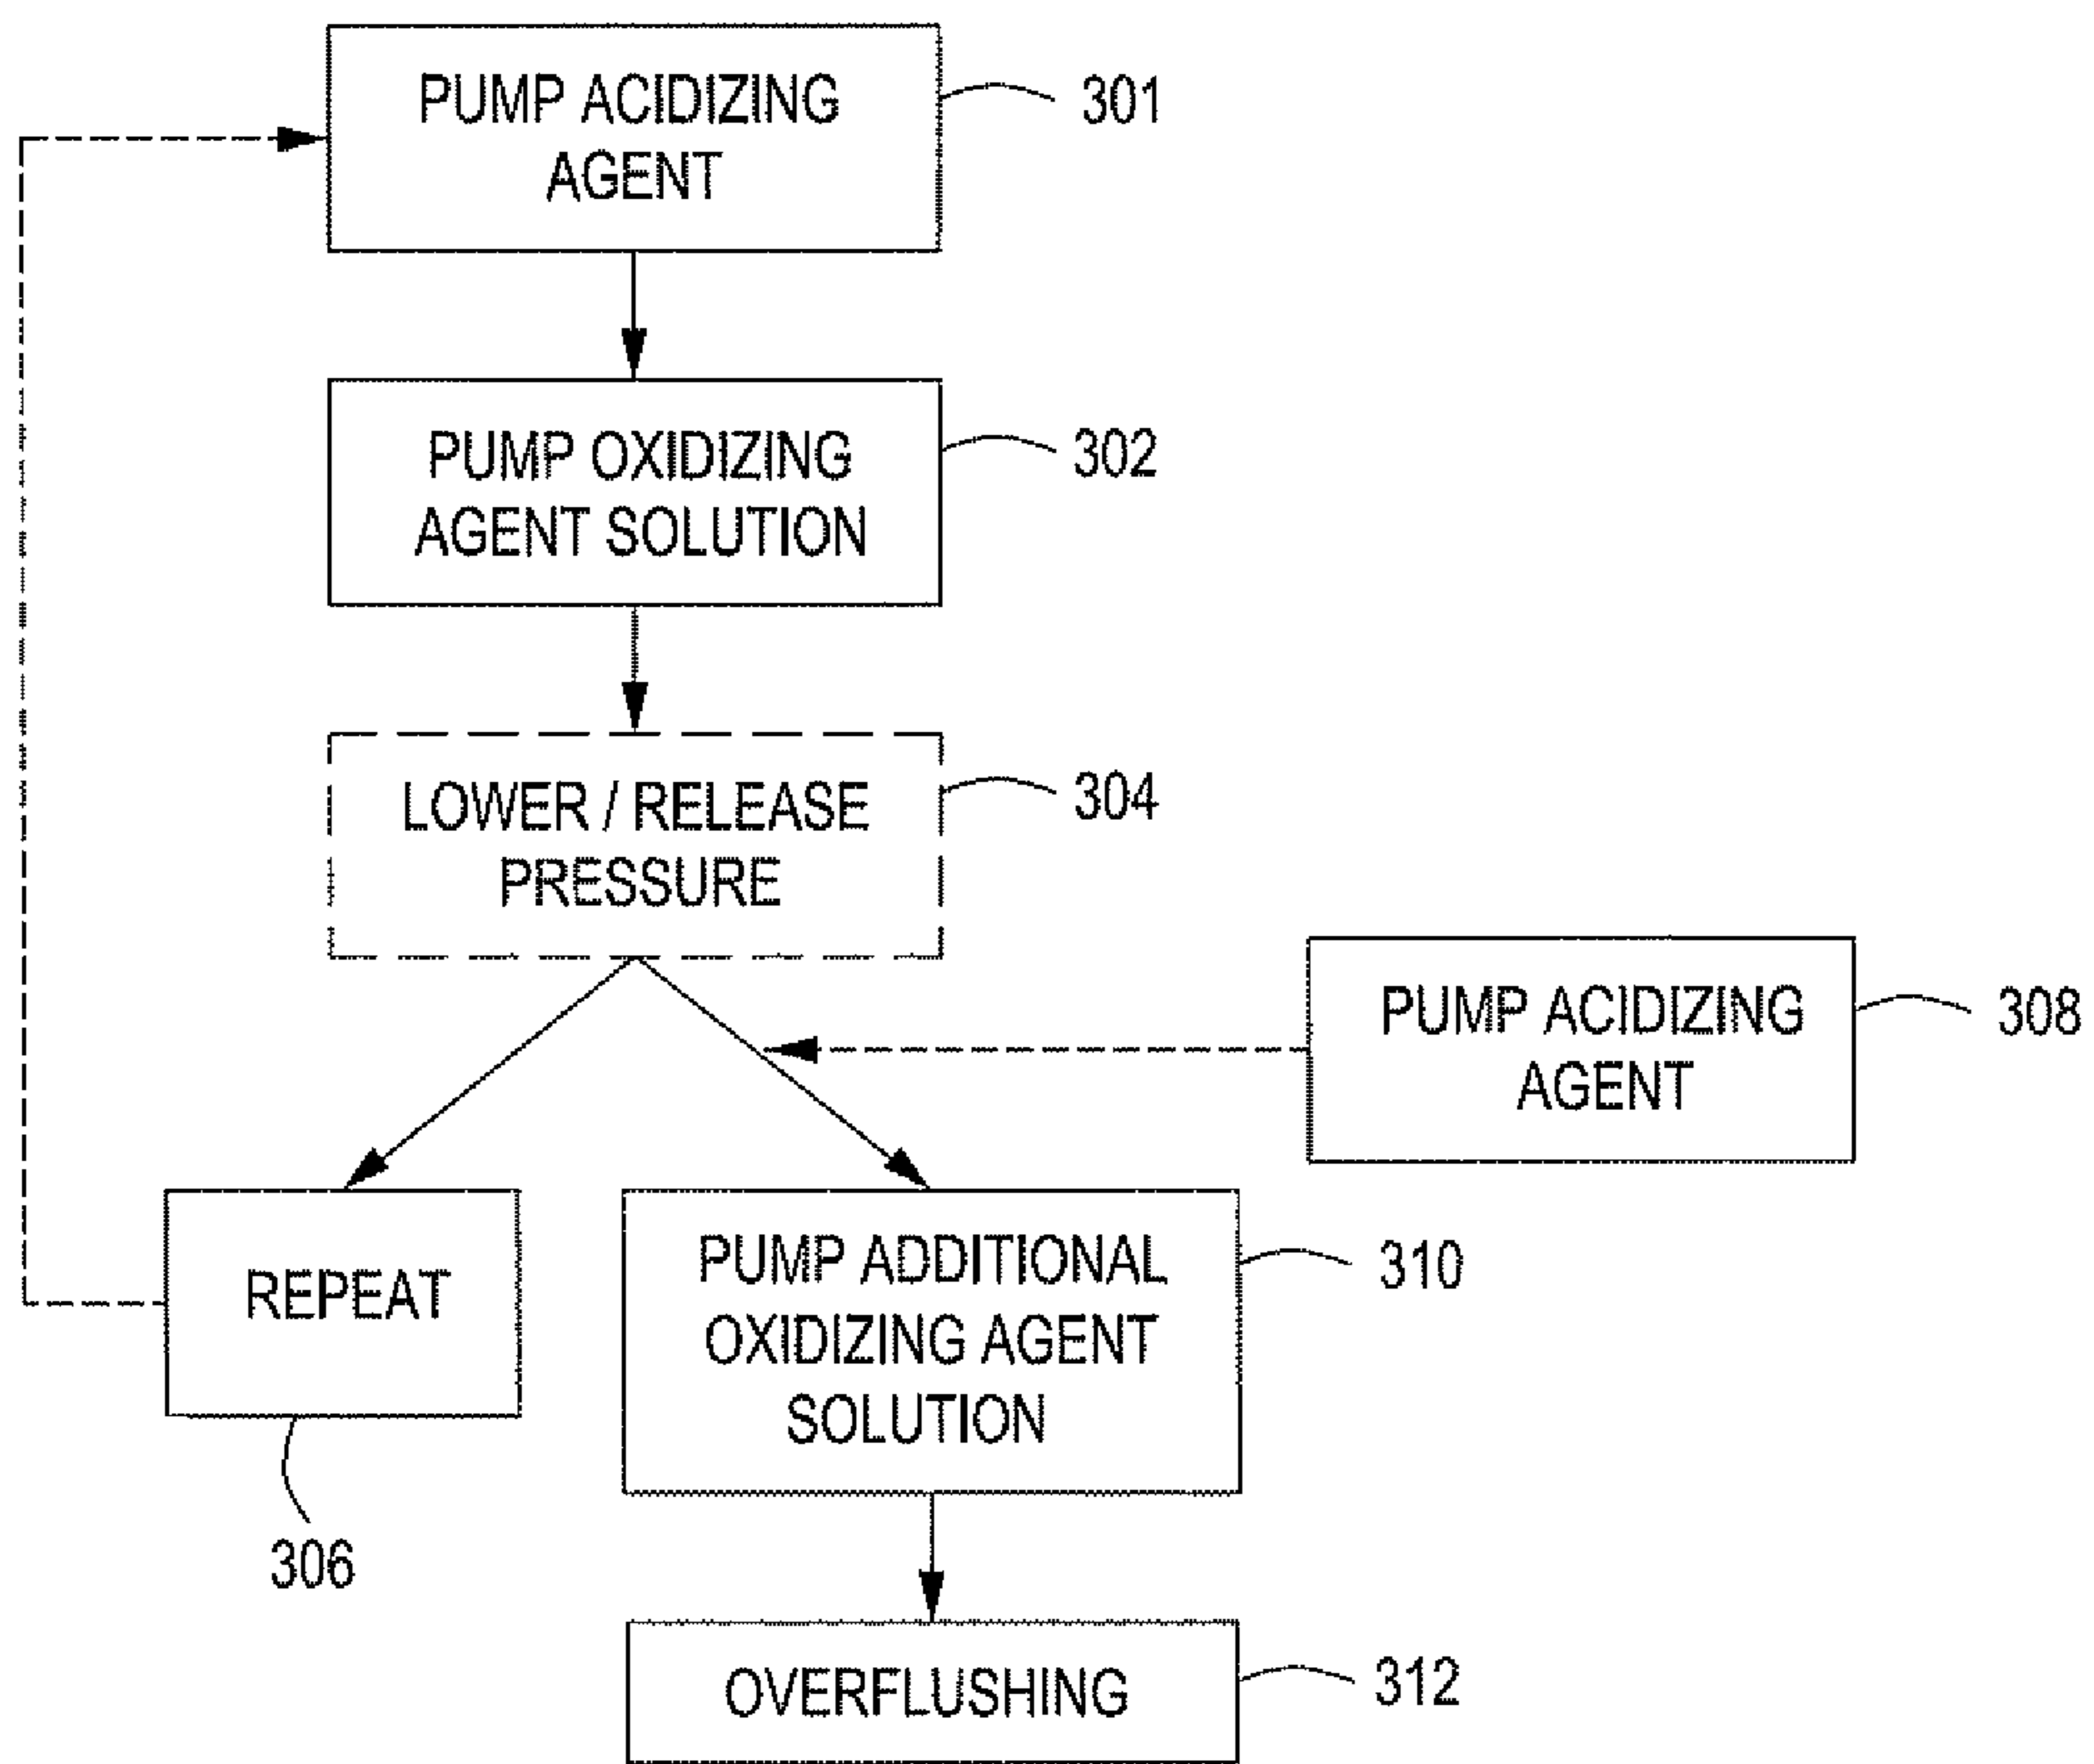 PUMP ACIDIZING
AGENT
301
PUMP OXIDIZING
AGENT SOLUTION
302
LOWER / RELEASE
PRESSURE
304
PUMP ACIDIZING
AGENT
308
REPEAT
306
PUMP ADDITIONAL
OXIDIZING AGENT
SOLUTION
310
OVERFLUSHING
312